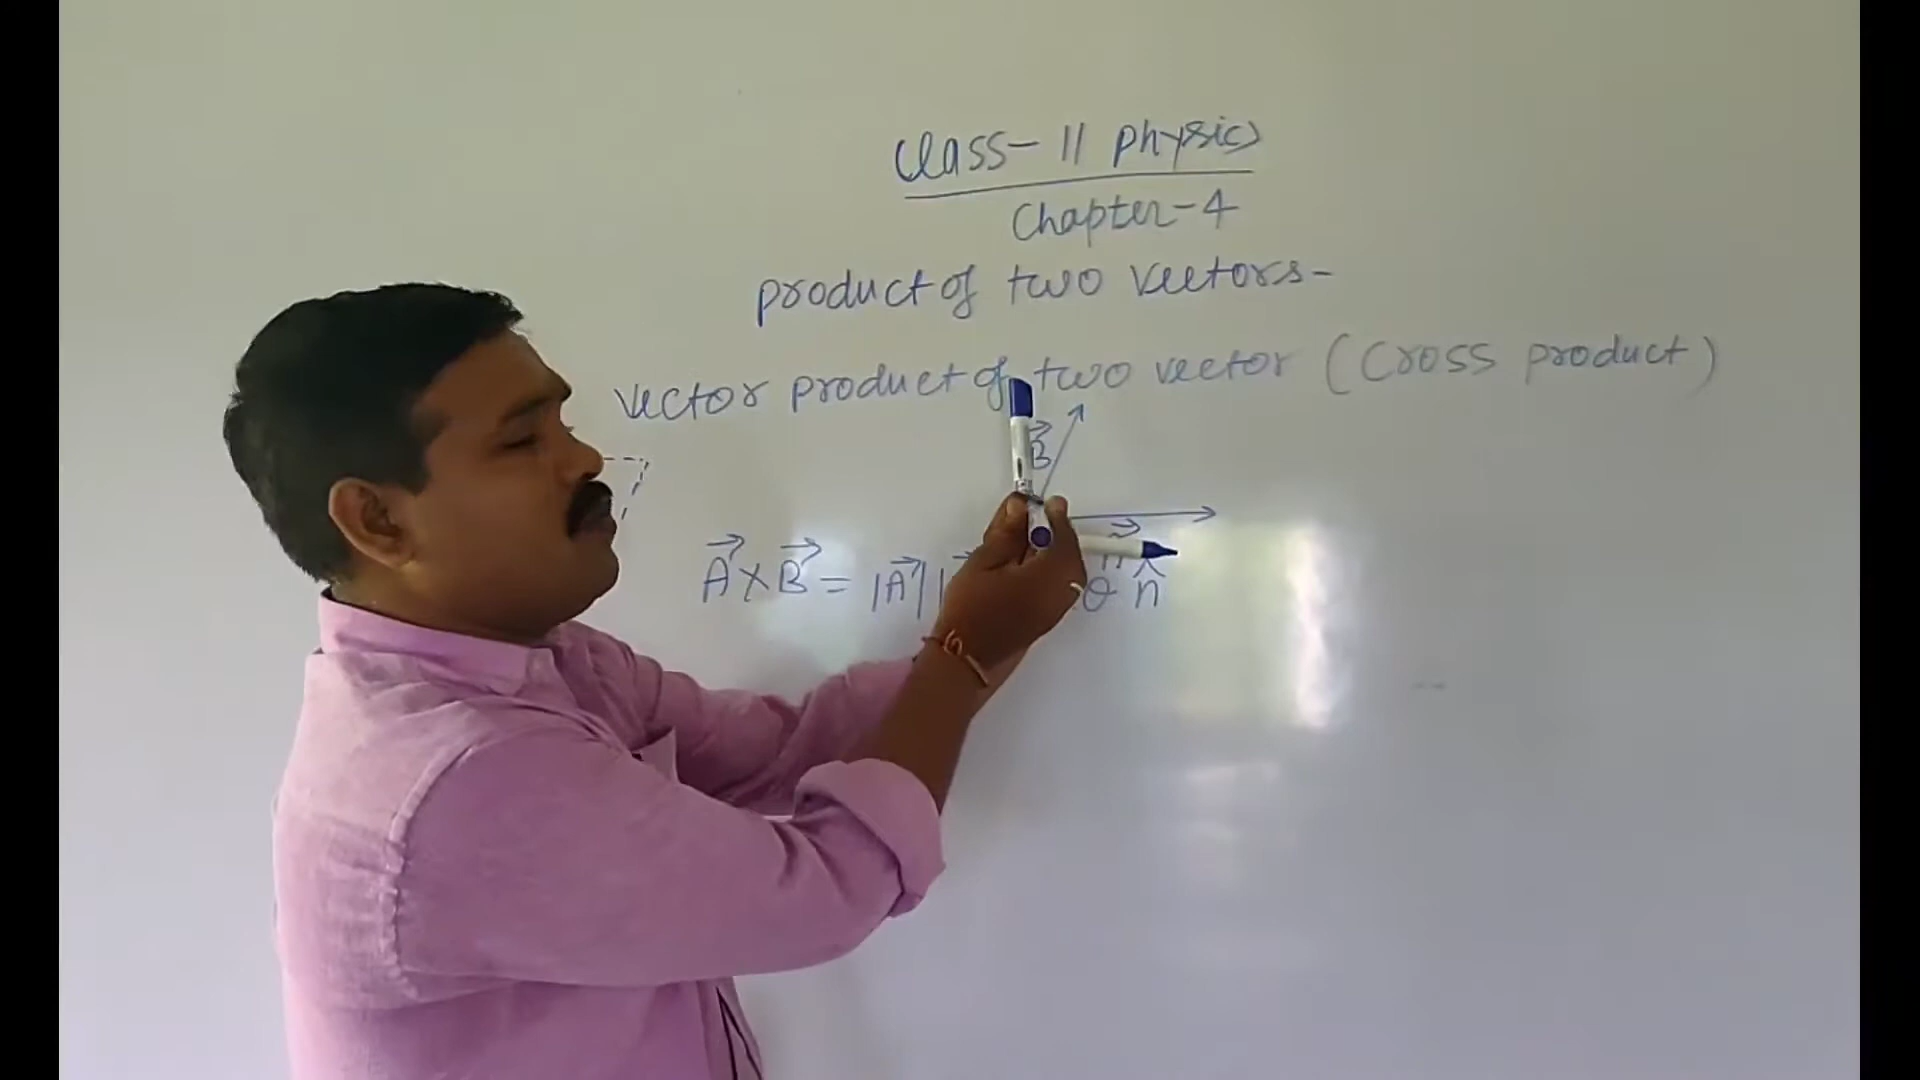 Class-11 physics
Chapter-4
product of two vectors-
vector product of two vector (Cross product)
B⃗
A⃗ × B⃗ = |A⃗| | θ n̂